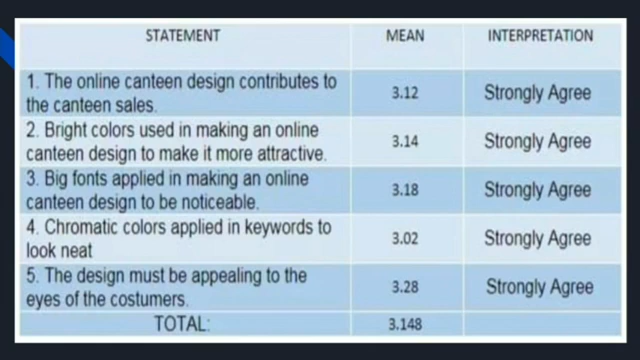 STATEMENT MEAN INTERPRETATION
1. The online canteen design contributes to
the canteen sales. 3.12 Strongly Agree
2. Bright colors used in making an online
canteen design to make it more attractive. 3.14 Strongly Agree
3. Big fonts applied in making an online
canteen design to be noticeable. 3.18 Strongly Agree
4. Chromatic colors applied in keywords to
look neat 3.02 Strongly Agree
5. The design must be appealing to the
eyes of the costumers. 3.28 Strongly Agree
TOTAL: 3.148